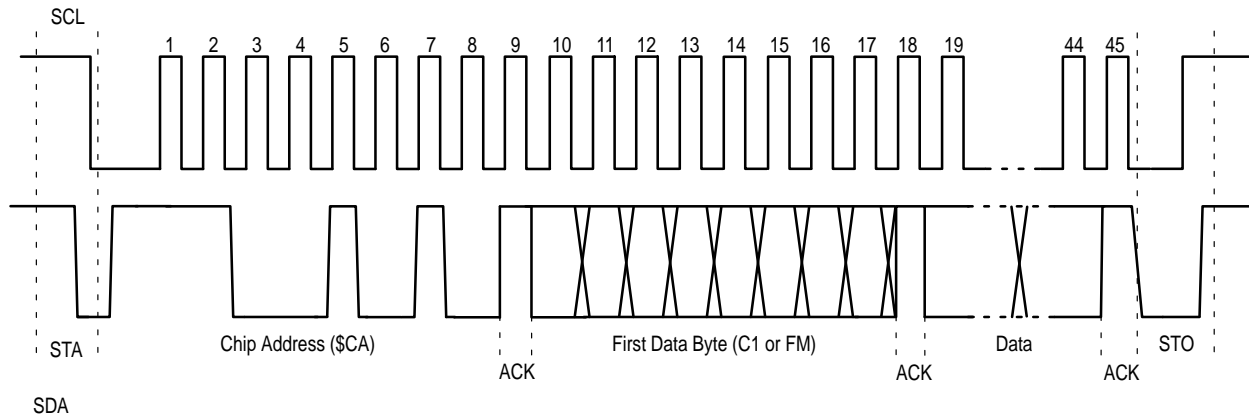 SCL
1 2 3 4 5 6 7 8 9 10 11 12 13 14 15 16 17 18 19 44 45
STA Chip Address ($CA) First Data Byte (C1 or FM) Data STO
ACK ACK ACK
SDA